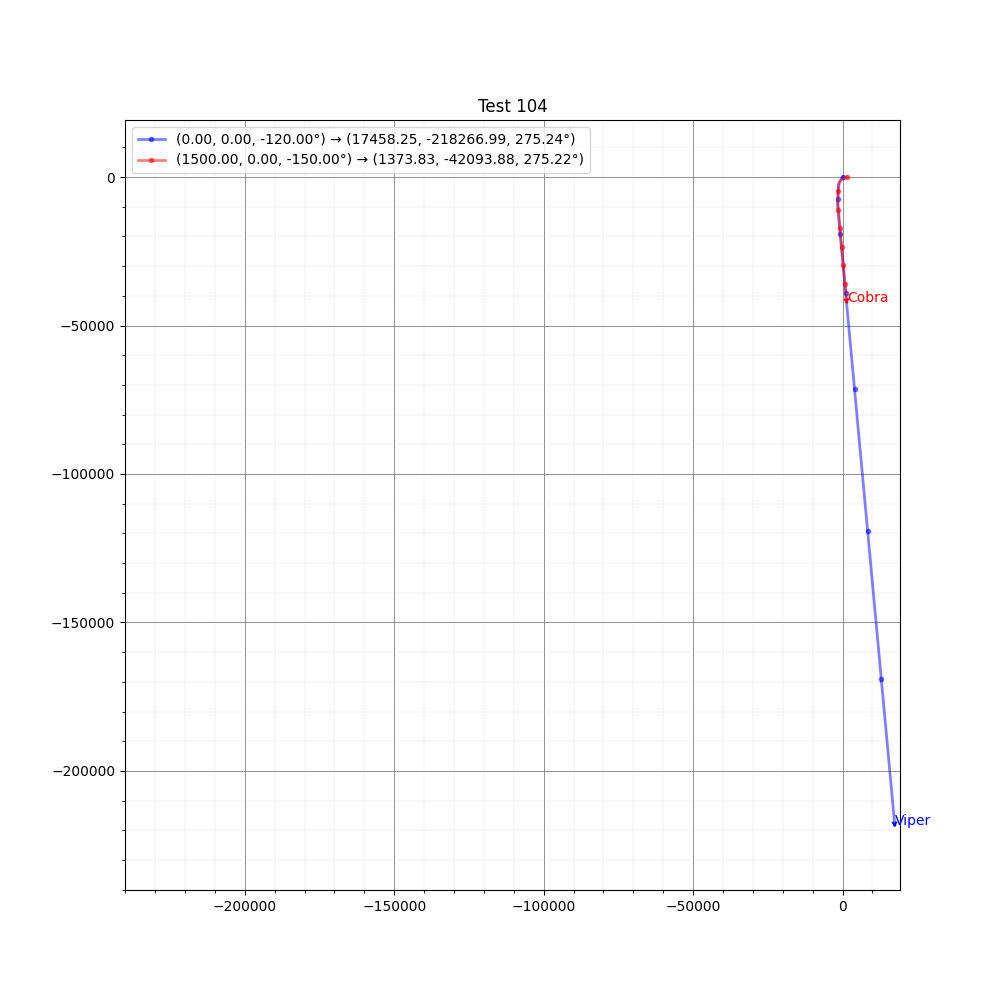 Test 104
(0.00, 0.00, -120.00°) → (17458.25, -218266.99, 275.24°)
(1500.00, 0.00, -150.00°) → (1373.83, -42093.88, 275.22°)
0
Cobra
−50000
−100000
−150000
−200000
Viper
−200000 −150000 −100000 −50000 0